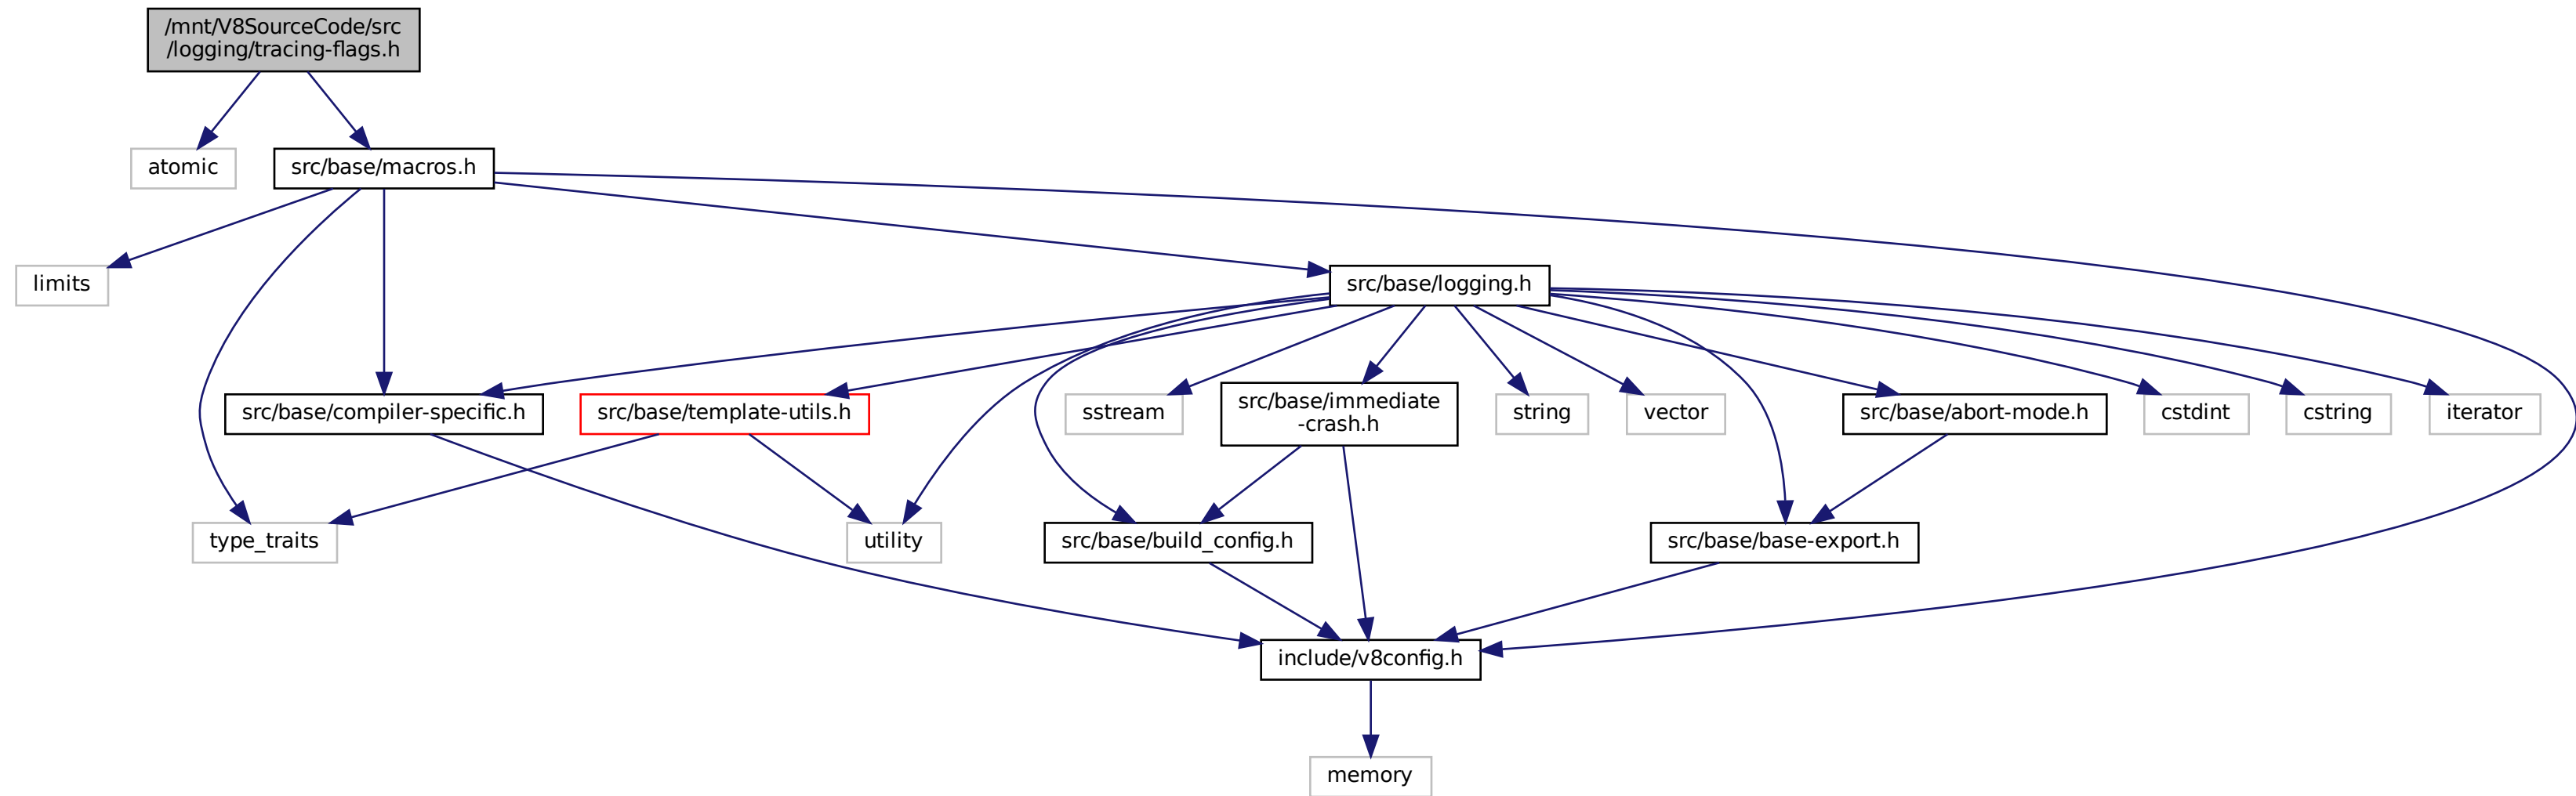 /mnt/V8SourceCode/src
/logging/tracing-flags.h
atomic
src/base/macros.h
limits
src/base/logging.h
src/base/compiler-specific.h
src/base/template-utils.h
sstream
src/base/immediate
-crash.h
string
vector
src/base/abort-mode.h
cstdint
cstring
iterator
type_traits
utility
src/base/build_config.h
src/base/base-export.h
include/v8config.h
memory